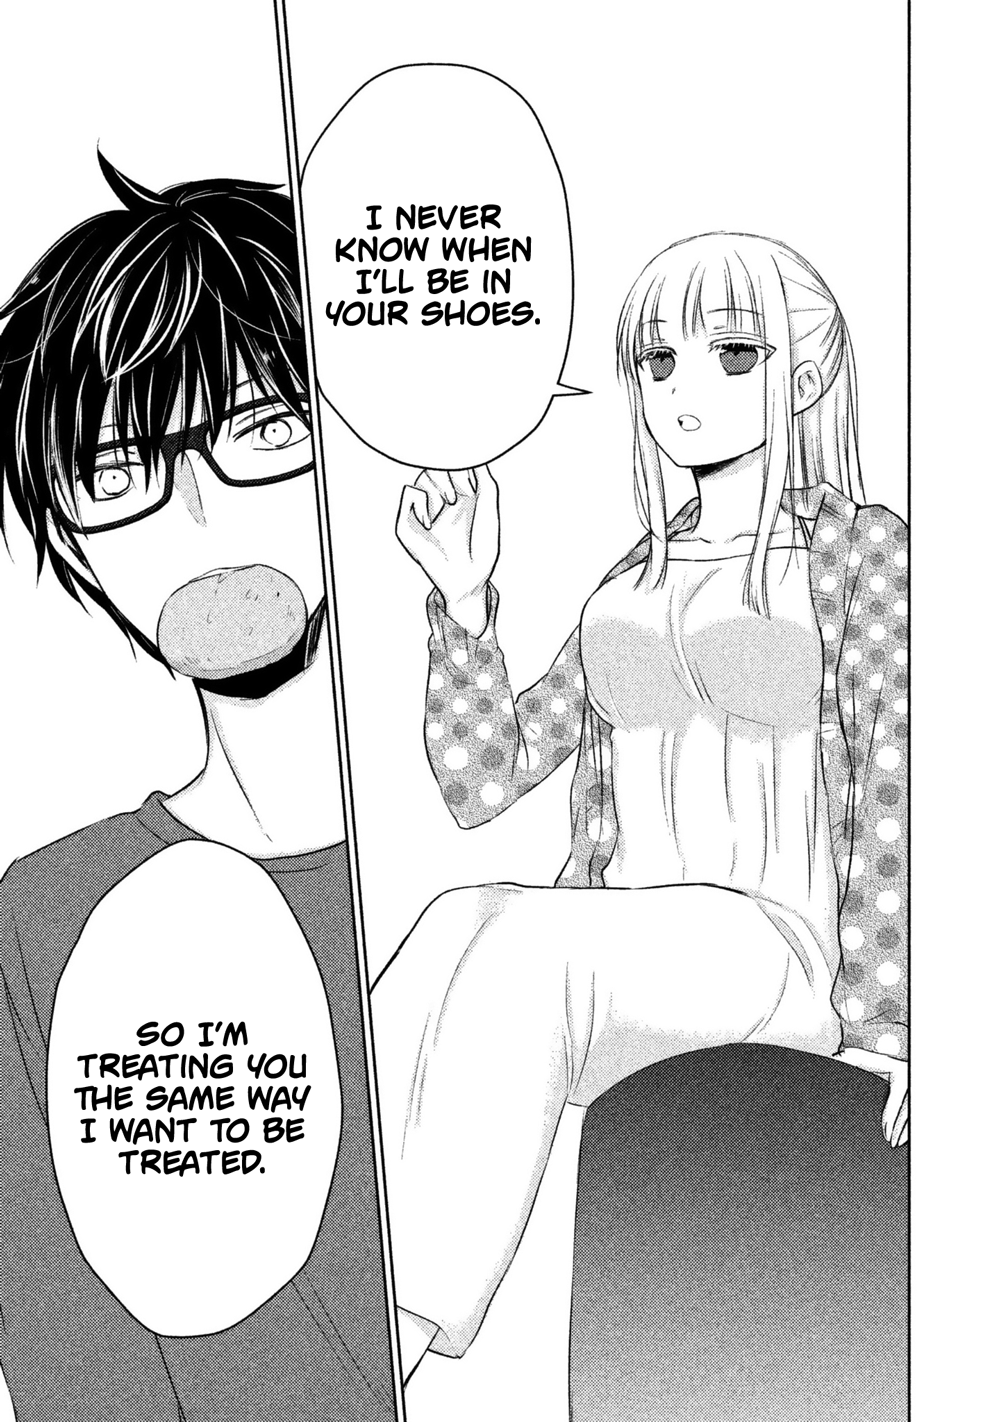 I NEVER
KNOW WHEN
I'LL BE IN
YOUR SHOES.
SO I'M
TREATING YOU
THE SAME WAY
I WANT TO BE
TREATED.